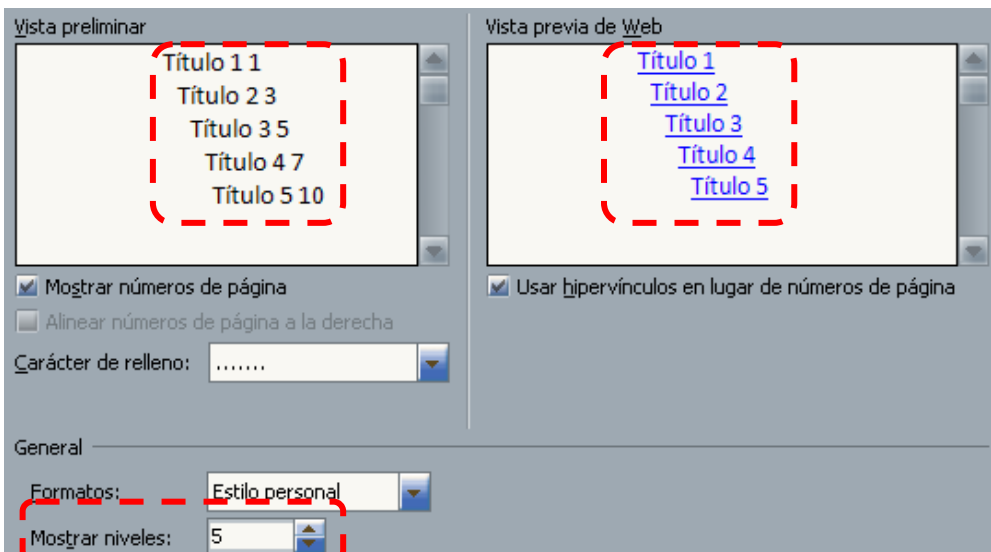 Vista preliminar
Título 1 1
Título 2 3
Título 3 5
Título 4 7
Título 5 10
Mostrar números de página
Alinear números de página a la derecha
Carácter de relleno: .......
Vista previa de Web
Título 1
Título 2
Título 3
Título 4
Título 5
Usar hipervínculos en lugar de números de página
General
Formatos: Estilo personal
Mostrar niveles: 5